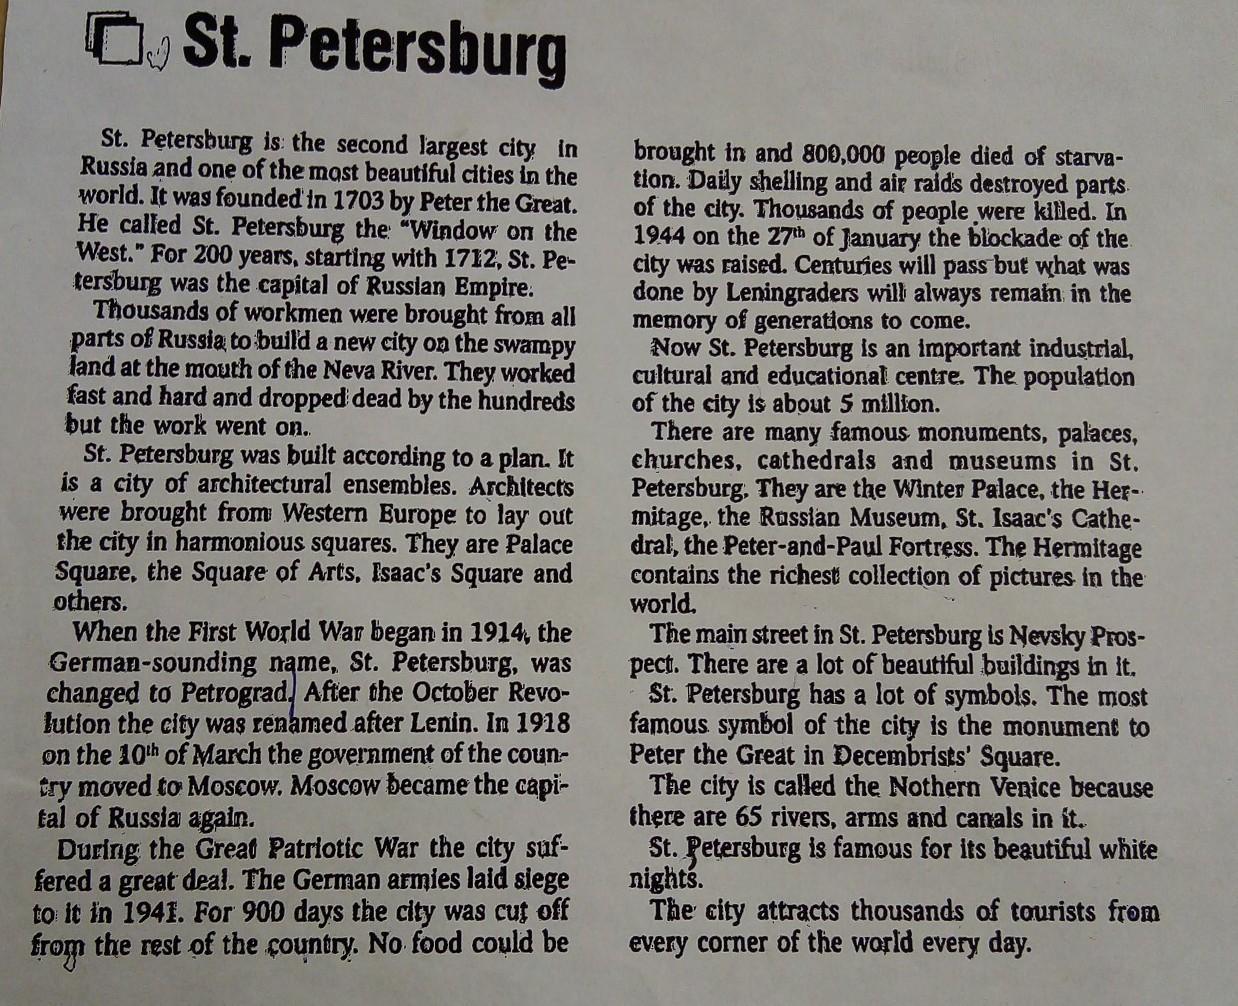 St. Petersburg
St. Petersburg is the second largest city in
Russia and one of the most beautiful cities in the
world. It was founded in 1703 by Peter the Great.
He called St. Petersburg the "Window on the
West." For 200 years, starting with 1712, St. Pe-
tersburg was the capital of Russian Empire.
Thousands of workmen were brought from all
parts of Russia to build a new city on the swampy
land at the mouth of the Neva River. They worked
fast and hard and dropped dead by the hundreds
but the work went on.
St. Petersburg was built according to a plan. It
is a city of architectural ensembles. Architects
were brought from Western Europe to lay out
the city in harmonious squares. They are Palace
Square, the Square of Arts, Isaac's Square and
others.
When the First World War began in 1914, the
German-sounding name, St. Petersburg, was
changed to Petrograd. After the October Revo-
lution the city was renamed after Lenin. In 1918
on the 10th of March the government of the coun-
try moved to Moscow. Moscow became the capi-
tal of Russia again.
During the Great Patriotic War the city suf-
fered a great deal. The German armies laid siege
to it in 1941. For 900 days the city was cut off
from the rest of the country. No food could be
brought in and 800,000 people died of starva-
tion. Daily shelling and air raids destroyed parts
of the city. Thousands of people were killed. In
1944 on the 27th of January the blockade of the
city was raised. Centuries will pass but what was
done by Leningraders will always remain in the
memory of generations to come.
Now St. Petersburg is an important industrial,
cultural and educational centre. The population
of the city is about 5 million.
There are many famous monuments, palaces,
churches, cathedrals and museums in St.
Petersburg. They are the Winter Palace, the Her-
mitage, the Russian Museum, St. Isaac's Cathe-
dral, the Peter-and-Paul Fortress. The Hermitage
contains the richest collection of pictures in the
world.
The main street in St. Petersburg is Nevsky Pros-
pect. There are a lot of beautiful buildings in it.
St. Petersburg has a lot of symbols. The most
famous symbol of the city is the monument to
Peter the Great in Decembrists' Square.
The city is called the Nothern Venice because
there are 65 rivers, arms and canals in it.
St. Petersburg is famous for its beautiful white
nights.
The city attracts thousands of tourists from
every corner of the world every day.